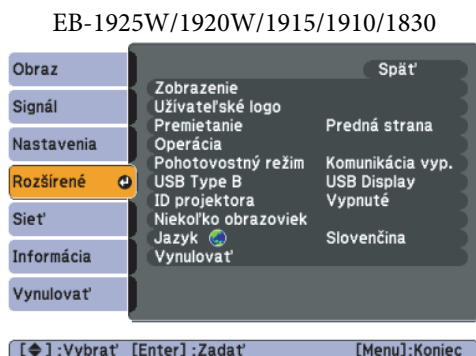 EB-1925W/1920W/1915/1910/1830
Obraz
Signál
Nastavenia
Rozšírené
Sieť
Informácia
Vynulovať
Späť
Zobrazenie
Užívateľské logo
Premietanie Predná strana
Operácia
Pohotovostný režim Komunikácia vyp.
USB Type B USB Display
ID projektora Vypnuté
Niekoľko obrazoviek
Jazyk Slovenčina
Vynulovať
[ ] :Vybrať [Enter] :Zadať [Menu]:Koniec